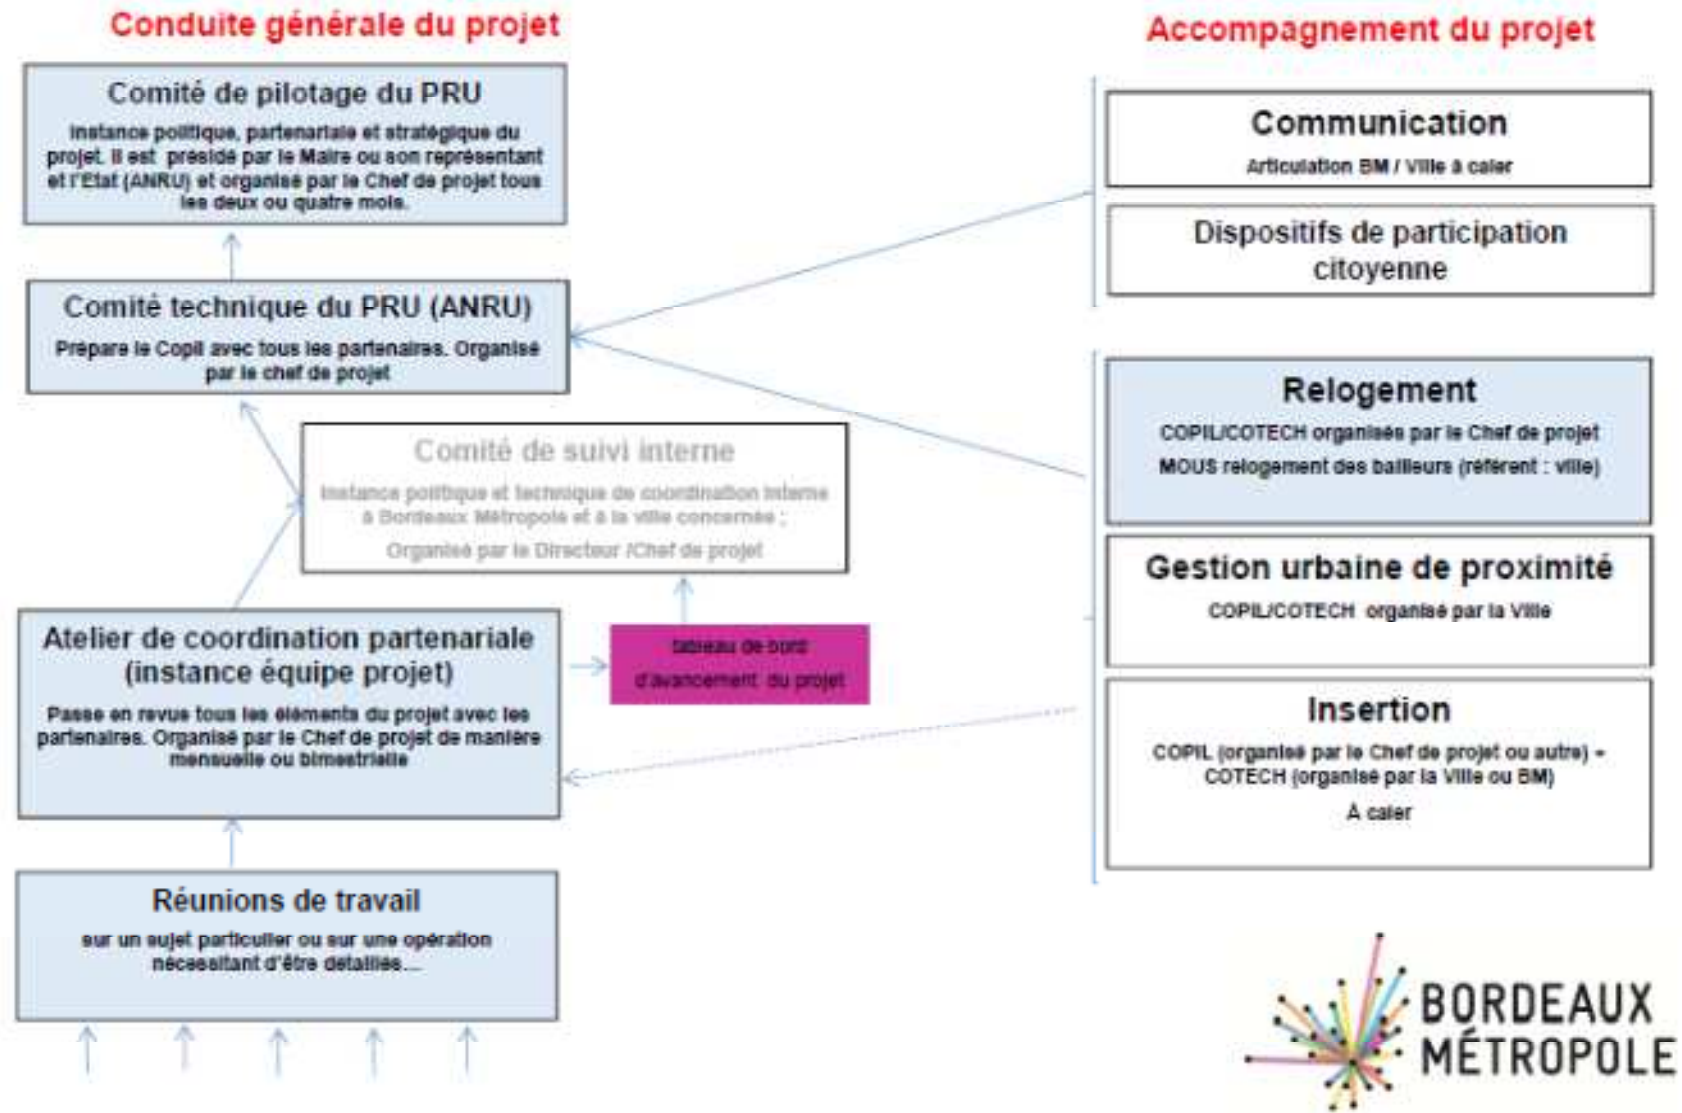 Conduite générale du projet
Comité de pilotage du PRU
Instance politique, partenariale et stratégique du
projet. Il est présidé par le Maire ou son représentant
et l'Etat (ANRU) et organisé par le Chef de projet tous
les deux ou quatre mois.
Comité technique du PRU (ANRU)
Prépare le Copil avec tous les partenaires. Organisé
par le chef de projet
Comité de suivi interne
Instance politique et technique de coordination interne
à Bordeaux Métropole et à la ville concernée ;
Organisé par le Directeur /Chef de projet
Atelier de coordination partenariale
(instance équipe projet)
Passe en revus tous les éléments du projet avec les
partenaires. Organisé par le Chef de projet de manière
mensuelle ou bimestrielle
tableau de bord
d'avancement du projet
Réunions de travail
sur un sujet particulier ou sur une opération
nécessitant d'être détaillés...
Accompagnement du projet
Communication
Articulation BM / Ville à caler
Dispositifs de participation
citoyenne
Relogement
COPIL/COTECH organisés par le Chef de projet
MOUS relogement des bailleurs (référent : ville)
Gestion urbaine de proximité
COPIL/COTECH organisé par la Ville
Insertion
COPIL (organisé par le Chef de projet ou autre) –
COTECH (organisé par la Ville ou BM)
A caler
BORDEAUX
MÉTROPOLE